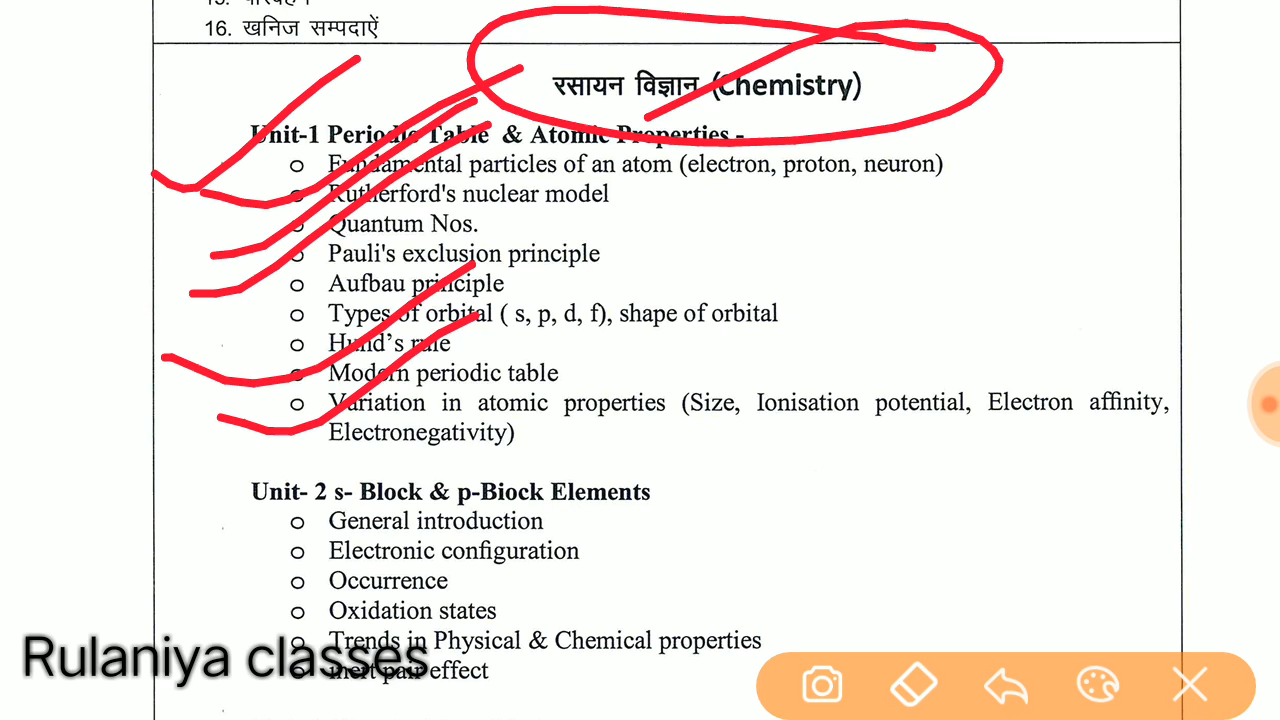 16. खनिज सम्पदाऐं
रसायन विज्ञान (Chemistry)
Unit-1 Periodic Table & Atomic Properties -
o Fundamental particles of an atom (electron, proton, neuron)
o Rutherford's nuclear model
o Quantum Nos.
o Pauli's exclusion principle
o Aufbau principle
o Types of orbital ( s, p, d, f), shape of orbital
o Hund's rule
o Modern periodic table
o Variation in atomic properties (Size, Ionisation potential, Electron affinity,
Electronegativity)
Unit- 2 s- Block & p-Biock Elements
o General introduction
o Electronic configuration
o Occurrence
o Oxidation states
o Trends in Physical & Chemical properties
o inert pair effect
Rulaniya classes